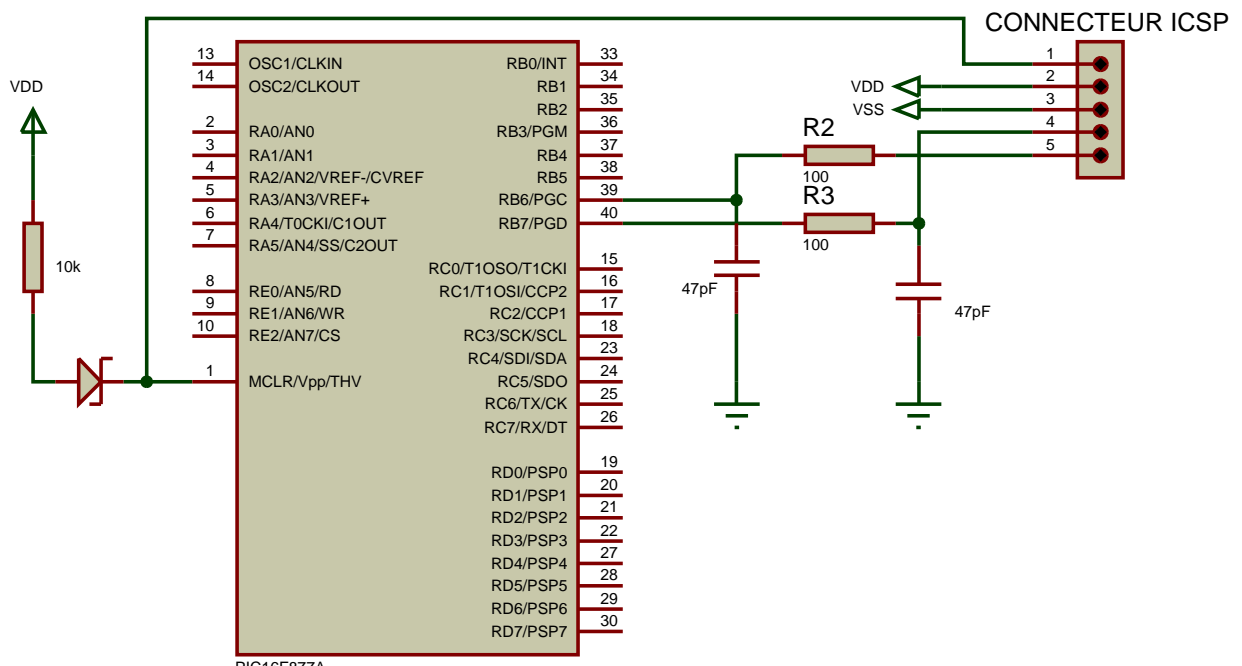 CONNECTEUR ICSP
1
2
3
4
5
VDD
VSS
R2
100
R3
100
47pF
47pF
VDD
10k
13 OSC1/CLKIN
14 OSC2/CLKOUT
2 RA0/AN0
3 RA1/AN1
4 RA2/AN2/VREF-/CVREF
5 RA3/AN3/VREF+
6 RA4/T0CKI/C1OUT
7 RA5/AN4/SS/C2OUT
8 RE0/AN5/RD
9 RE1/AN6/WR
10 RE2/AN7/CS
1 MCLR/Vpp/THV
RB0/INT 33
RB1 34
RB2 35
RB3/PGM 36
RB4 37
RB5 38
RB6/PGC 39
RB7/PGD 40
RC0/T1OSO/T1CKI 15
RC1/T1OSI/CCP2 16
RC2/CCP1 17
RC3/SCK/SCL 18
RC4/SDI/SDA 23
RC5/SDO 24
RC6/TX/CK 25
RC7/RX/DT 26
RD0/PSP0 19
RD1/PSP1 20
RD2/PSP2 21
RD3/PSP3 22
RD4/PSP4 27
RD5/PSP5 28
RD6/PSP6 29
RD7/PSP7 30
PIC16F877A